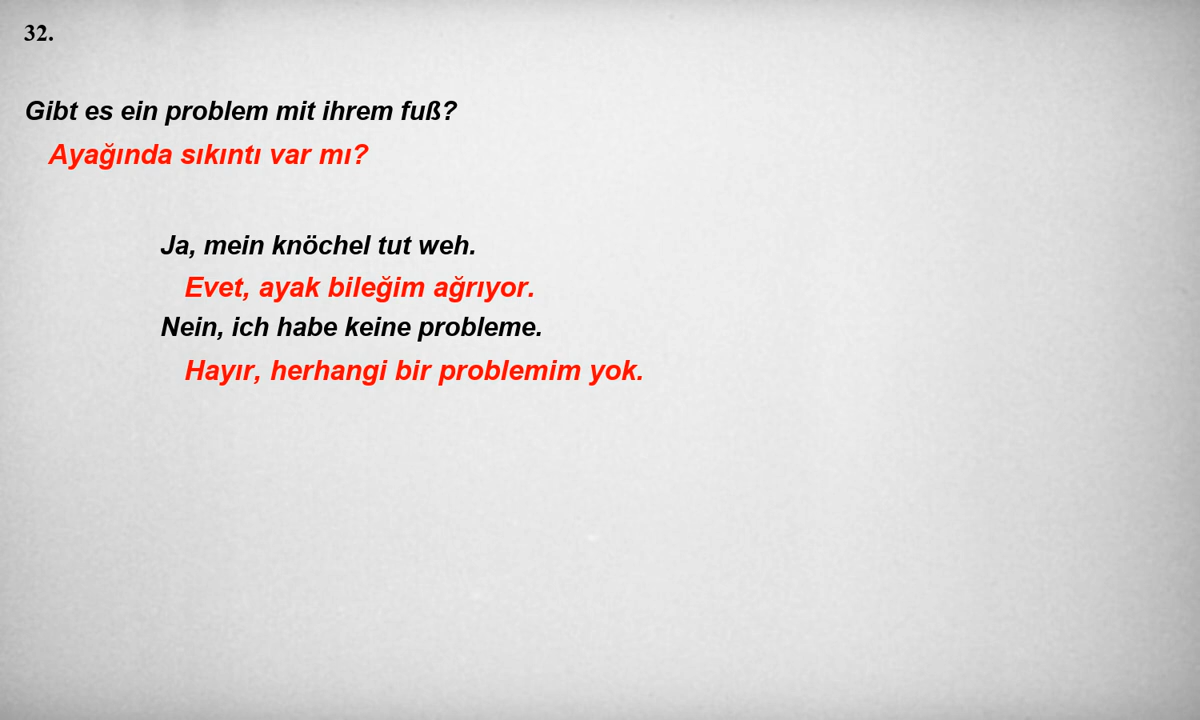 32.
Gibt es ein problem mit ihrem fuß?
Ayağında sıkıntı var mı?
Ja, mein knöchel tut weh.
Evet, ayak bileğim ağrıyor.
Nein, ich habe keine probleme.
Hayır, herhangi bir problemim yok.